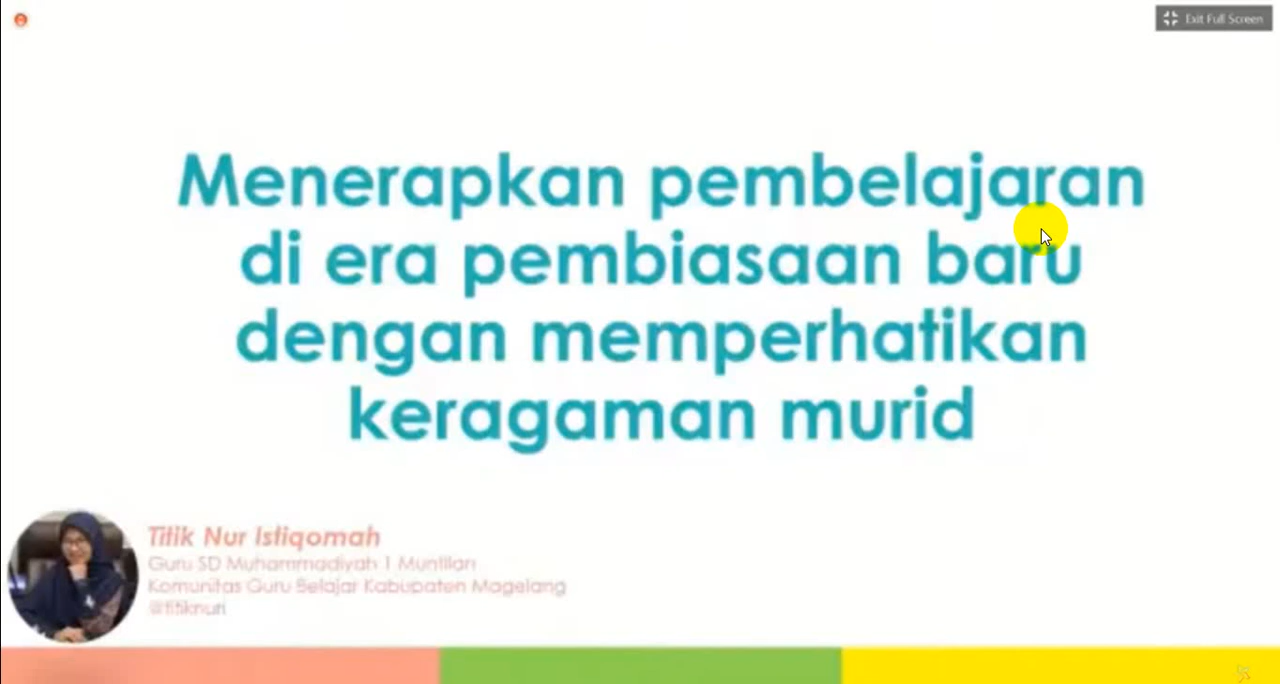 Exit Full Screen
Menerapkan pembelajaran
di era pembiasaan baru
dengan memperhatikan
keragaman murid
Titik Nur Istiqomah
Guru SD Muhammadiyah 1 Muntilan
Komunitas Guru Belajar Kabupaten Magelang
@titiknuri